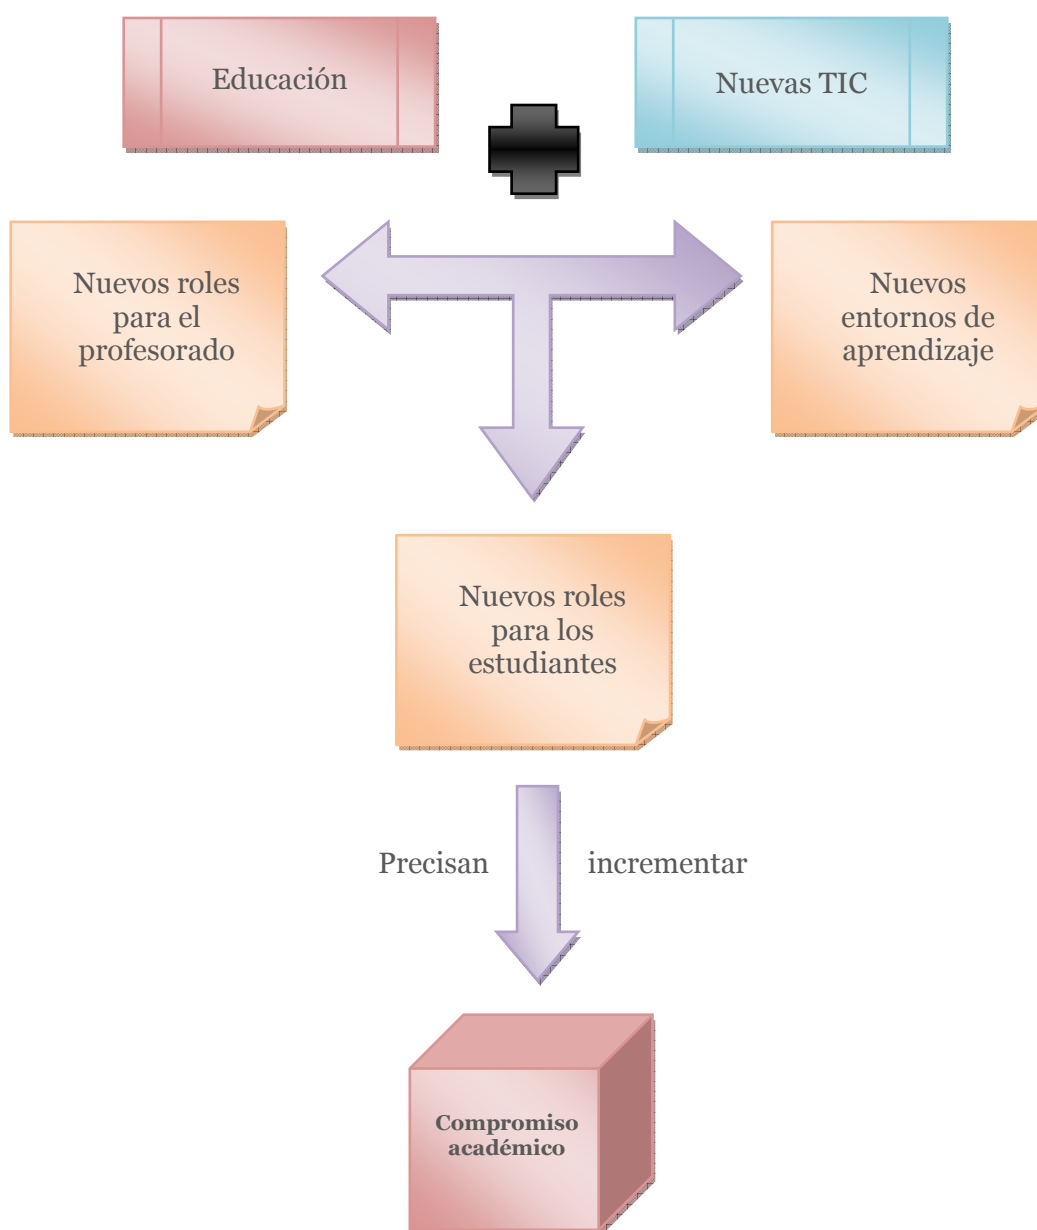 Educación
Nuevas TIC
Nuevos roles
para el
profesorado
Nuevos
entornos de
aprendizaje
Nuevos roles
para los
estudiantes
Precisan incrementar
Compromiso
académico